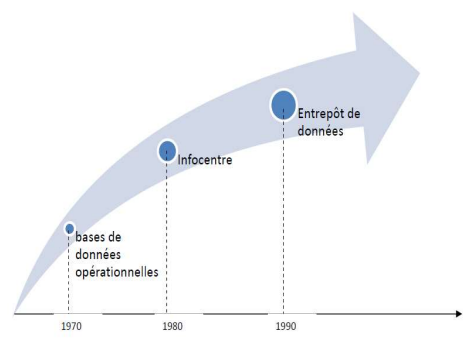 Entrepôt de
données
Infocentre
bases de
données
opérationnelles
1970
1980
1990